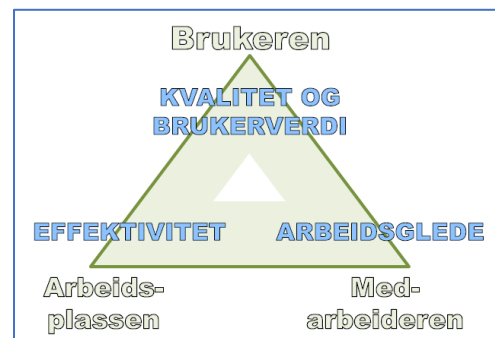 Brukeren
KVALITET OG
BRUKERVERDI
EFFEKTIVITET
ARBEIDSGLEDE
Arbeids-
plassen
Med-
arbeideren